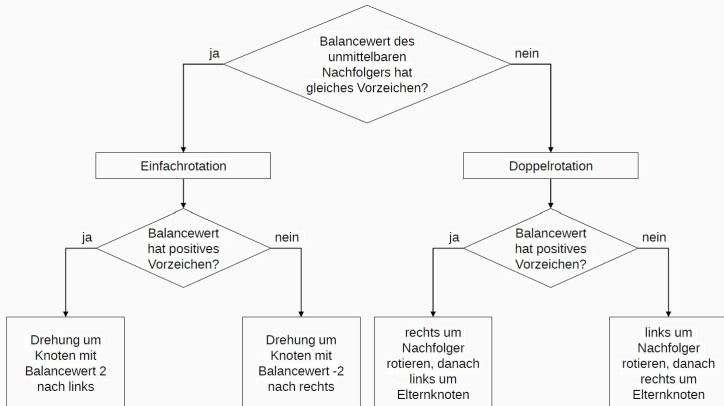 Balancewert des
unmittelbaren
Nachfolgers hat
gleiches Vorzeichen?
ja
nein
Einfachrotation
Doppelrotation
Balancewert
hat positives
Vorzeichen?
ja
nein
Balancewert
hat positives
Vorzeichen?
ja
nein
Drehung um
Knoten mit
Balancewert 2
nach links
Drehung um
Knoten mit
Balancewert -2
nach rechts
rechts um
Nachfolger
rotieren, danach
links um
Elternknoten
links um
Nachfolger
rotieren, danach
rechts um
Elternknoten